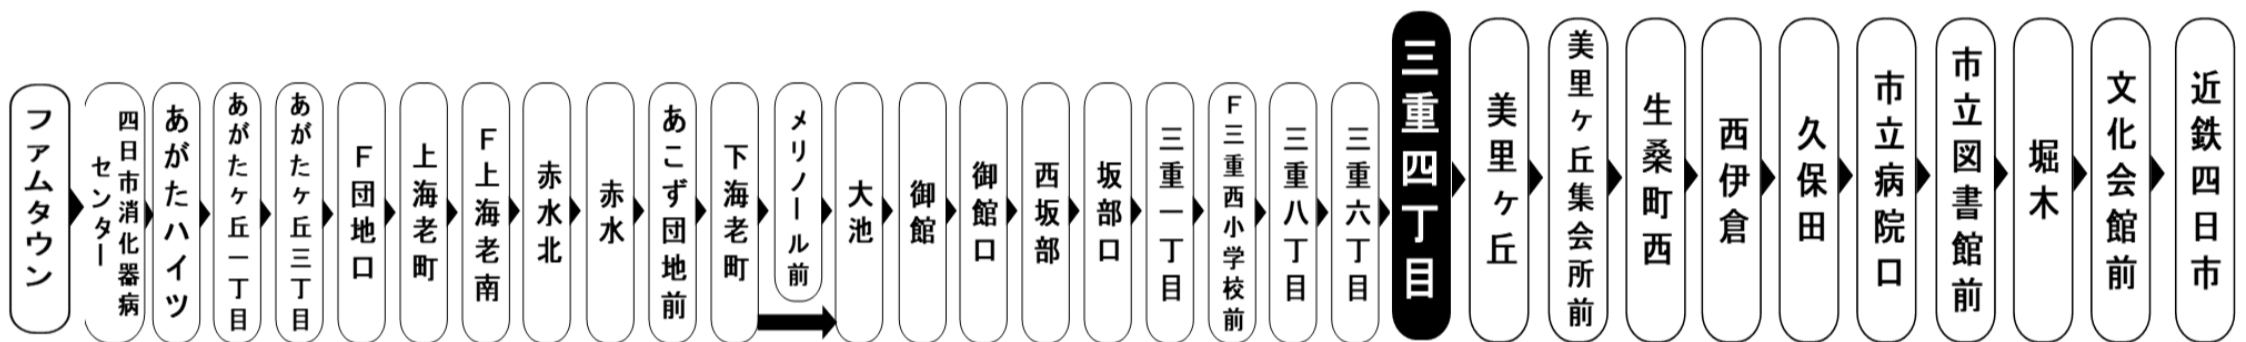 ファムタウン
四日市消化器病
センター
あがたハイツ
あがたヶ丘一丁目
あがたヶ丘三丁目
F団地口
上海老町
F上海老南
赤水北
赤水
あこず団地前
下海老町
メリノール前
大池
御館
御館口
西坂部
坂部口
三重一丁目
F三重西小学校前
三重八丁目
三重六丁目
三重四丁目
美里ヶ丘
美里ヶ丘集会所前
生桑町西
西伊倉
久保田
市立病院口
市立図書館前
堀木
文化会館前
近鉄四日市